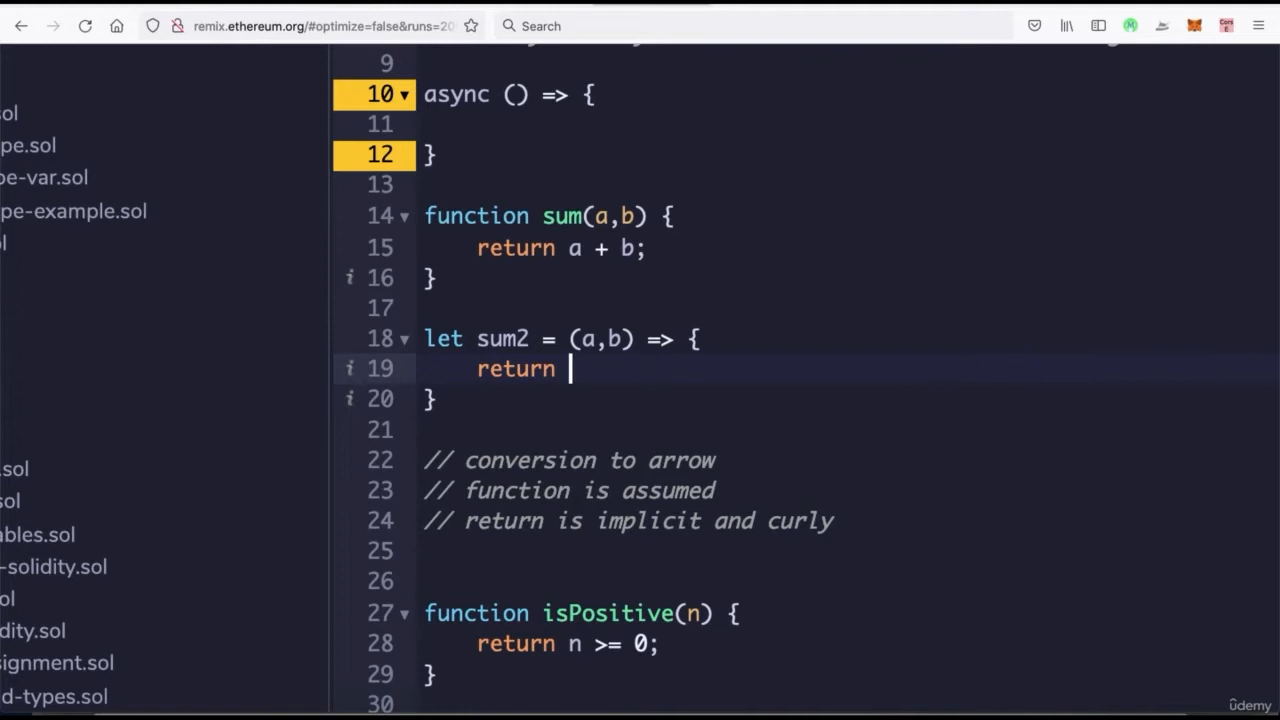 remix.ethereum.org/#optimize=false&runs=20
Search
9
10 async () => {
11
12 }
13
14 function sum(a,b) {
15 return a + b;
16 }
17
18 let sum2 = (a,b) => {
19 return
20 }
21
22 // conversion to arrow
23 // function is assumed
24 // return is implicit and curly
25
26
27 function isPositive(n) {
28 return n >= 0;
29 }
30
ol
pe.sol
e-var.sol
pe-example.sol
l
.sol
sol
ables.sol
-solidity.sol
ol
dity.sol
signment.sol
d-types.sol
ûdemy